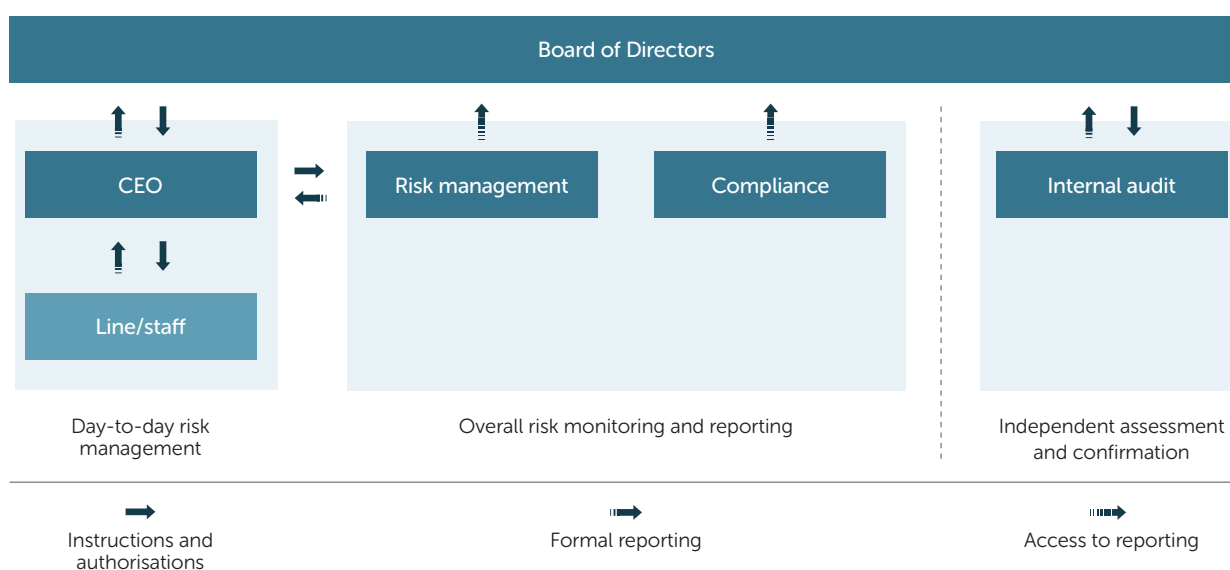 Board of Directors
CEO
Risk management
Compliance
Internal audit
Line/staff
Day-to-day risk
management
Overall risk monitoring and reporting
Independent assessment
and confirmation
Instructions and
authorisations
Formal reporting
Access to reporting